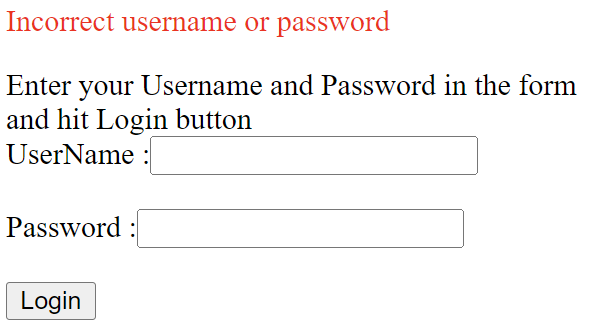 Incorrect username or password
Enter your Username and Password in the form
and hit Login button
UserName :
Password :
Login